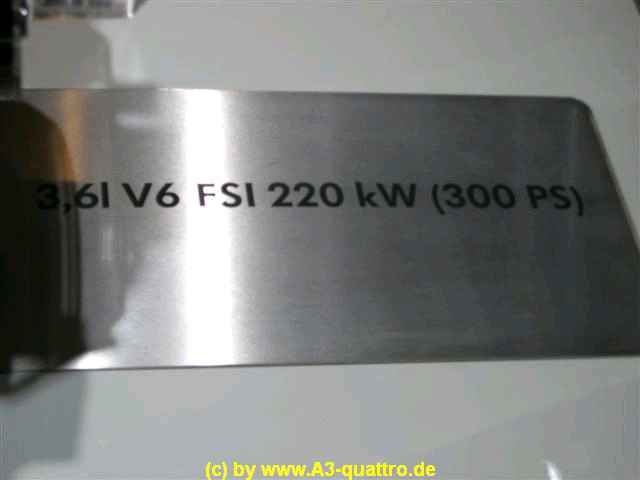 3,6l V6 FSI 220 kW (300 PS)
(c) by www.A3-quattro.de